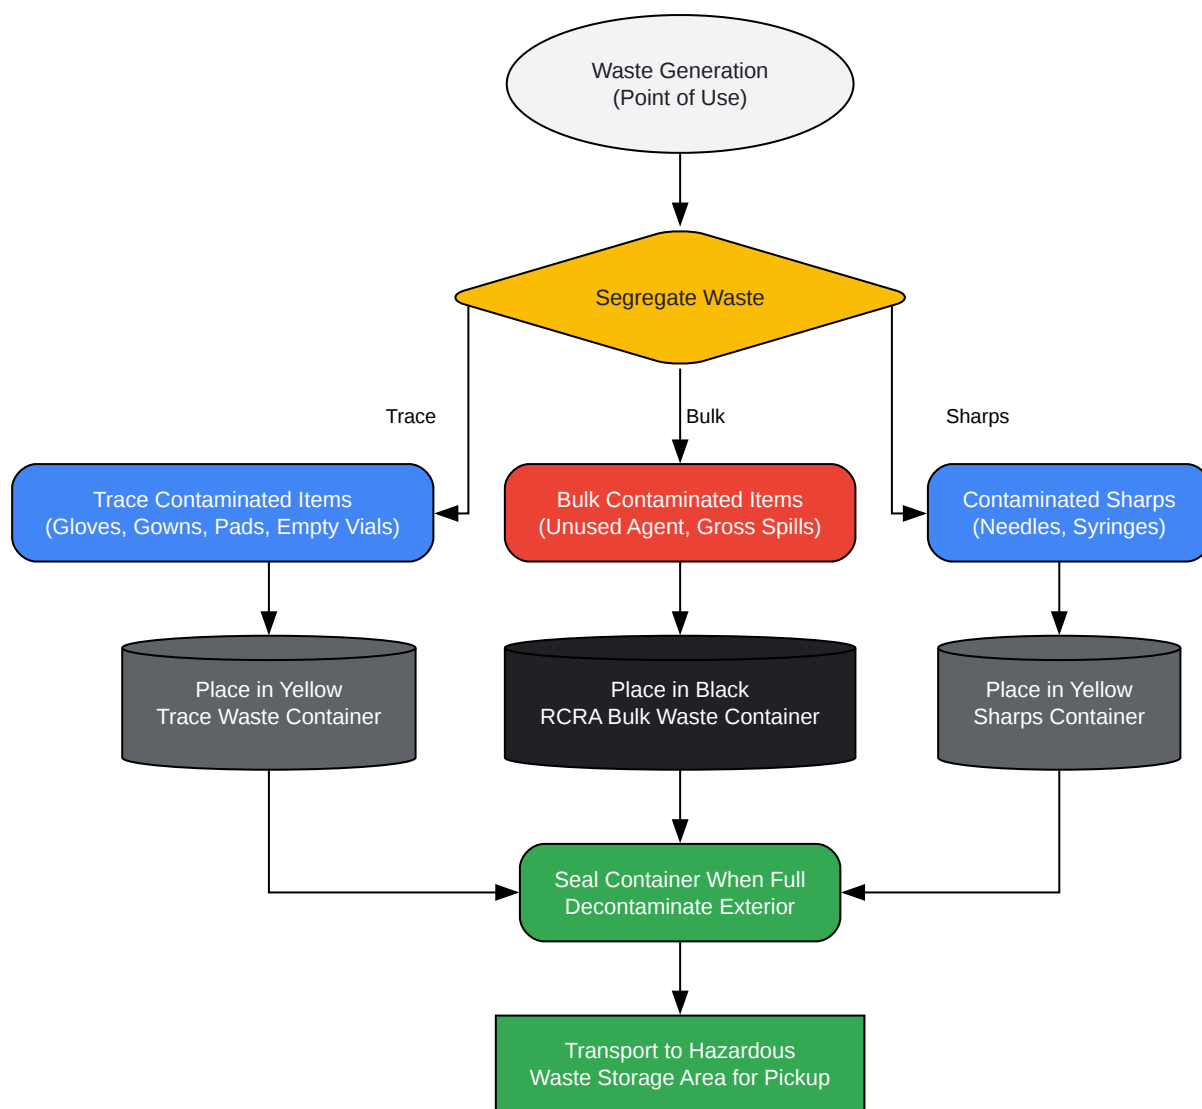 Waste Generation
(Point of Use)
Segregate Waste
Trace
Bulk
Sharps
Trace Contaminated Items
(Gloves, Gowns, Pads, Empty Vials)
Bulk Contaminated Items
(Unused Agent, Gross Spills)
Contaminated Sharps
(Needles, Syringes)
Place in Yellow
Trace Waste Container
Place in Black
RCRA Bulk Waste Container
Place in Yellow
Sharps Container
Seal Container When Full
Decontaminate Exterior
Transport to Hazardous
Waste Storage Area for Pickup